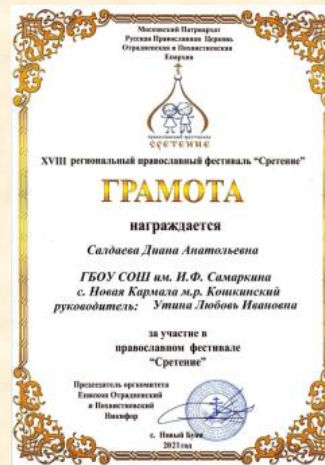 Московский Патриархат
Русская Православная Церковь
Отрадненская и Похвистневская
Епархия
православный фестиваль
СРЕТЕНИЕ
XVIII региональный православный фестиваль “Сретение”
ГРАМОТА
награждается
Салдаева Диана Анатольевна
ГБОУ СОШ им. И.Ф. Самаркина
с. Новая Кармала м.р. Кошкинский
руководитель: Утина Любовь Ивановна
за участие в
православном фестивале
“Сретение”
Председатель оргкомитета
Епископ Отрадненский
и Похвистневский
Никифор
с. Новый Буян
2021 год